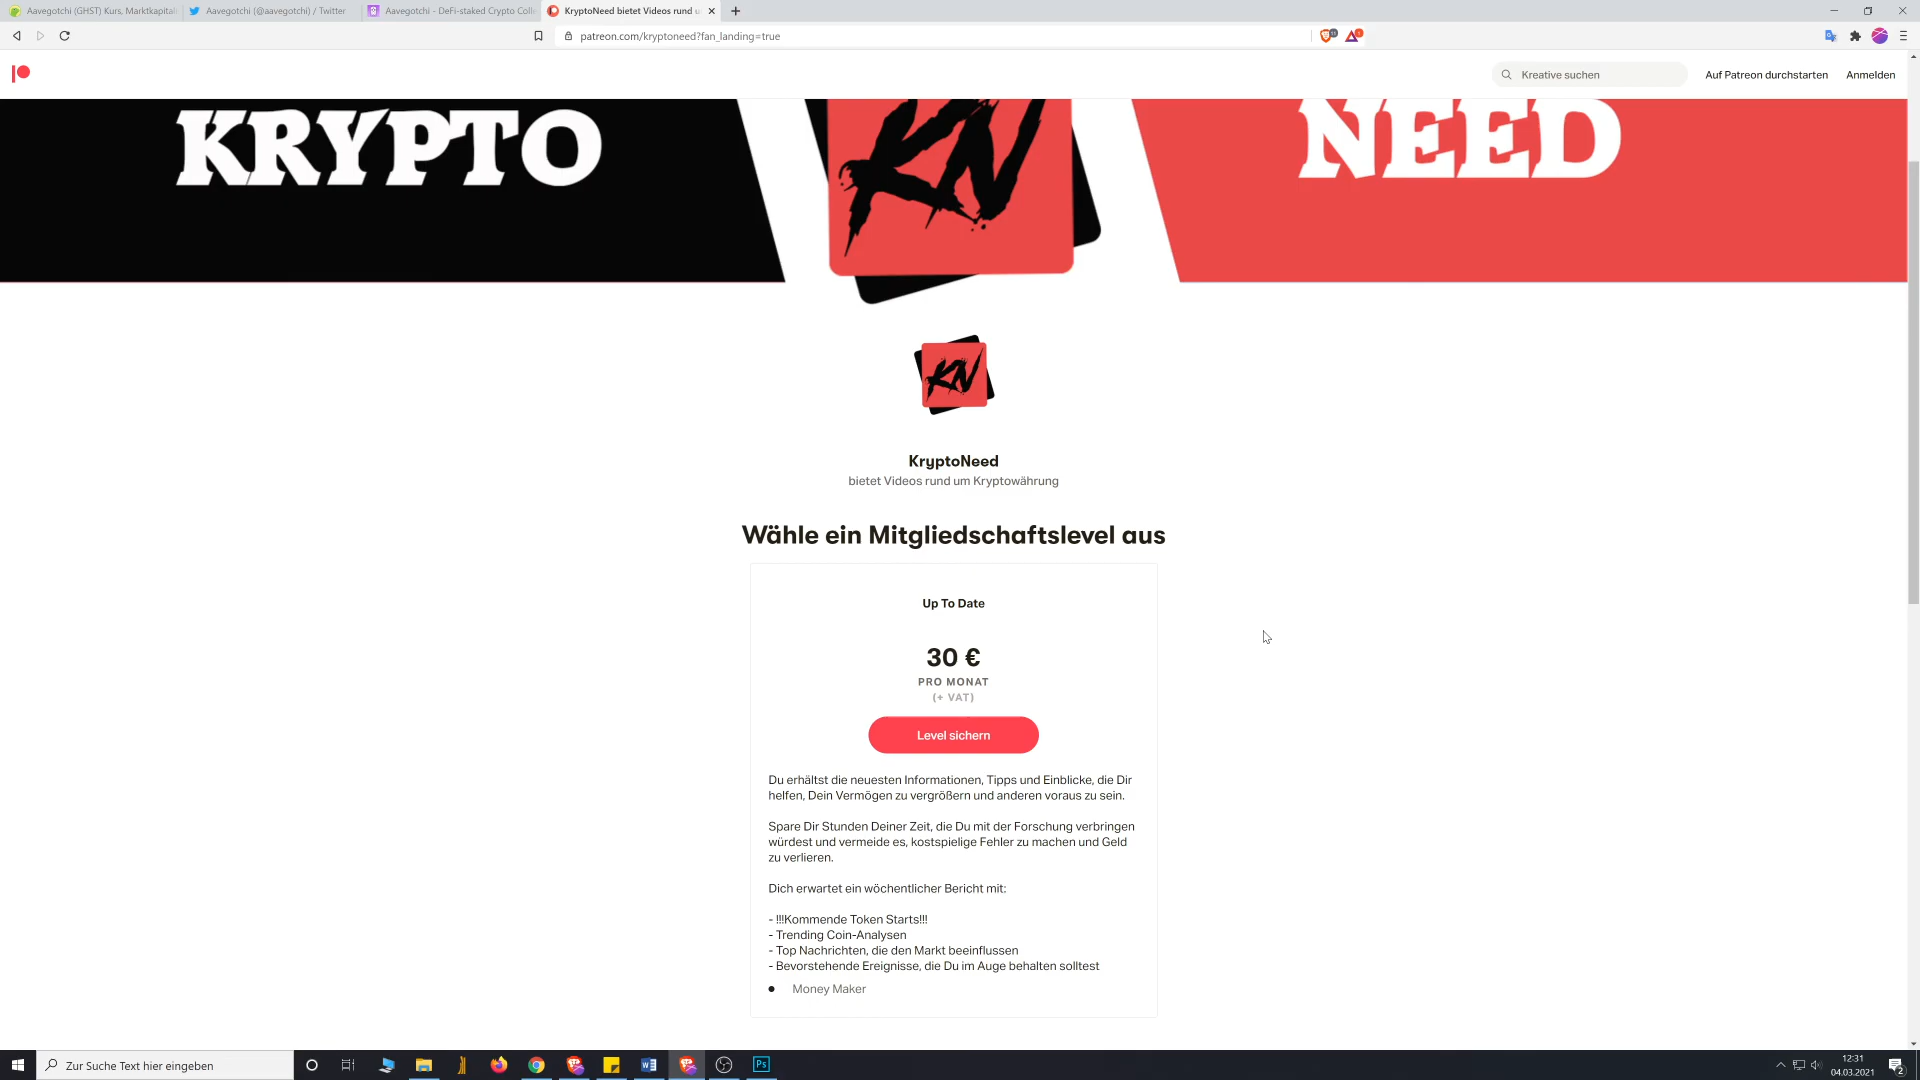 Aavegotchi (GHST) Kurs, Marktkapital
Aavegotchi (@aavegotchi) / Twitter
Aavegotchi - DeFi-staked Crypto Colle
KryptoNeed bietet Videos rund u
patreon.com/kryptoneed?fan_landing=true
Kreative suchen
Auf Patreon durchstarten
Anmelden
KRYPTO
KN
NEED
KN
KryptoNeed
bietet Videos rund um Kryptowährung
Wähle ein Mitgliedschaftslevel aus
Up To Date
30 €
PRO MONAT
(+ VAT)
Level sichern
Du erhältst die neuesten Informationen, Tipps und Einblicke, die Dir
helfen, Dein Vermögen zu vergrößern und anderen voraus zu sein.
Spare Dir Stunden Deiner Zeit, die Du mit der Forschung verbringen
würdest und vermeide es, kostspielige Fehler zu machen und Geld
zu verlieren.
Dich erwartet ein wöchentlicher Bericht mit:
- !!!Kommende Token Starts!!!
- Trending Coin-Analysen
- Top Nachrichten, die den Markt beeinflussen
- Bevorstehende Ereignisse, die Du im Auge behalten solltest
● Money Maker
Zur Suche Text hier eingeben
Ps
12:31
04.03.2021
2